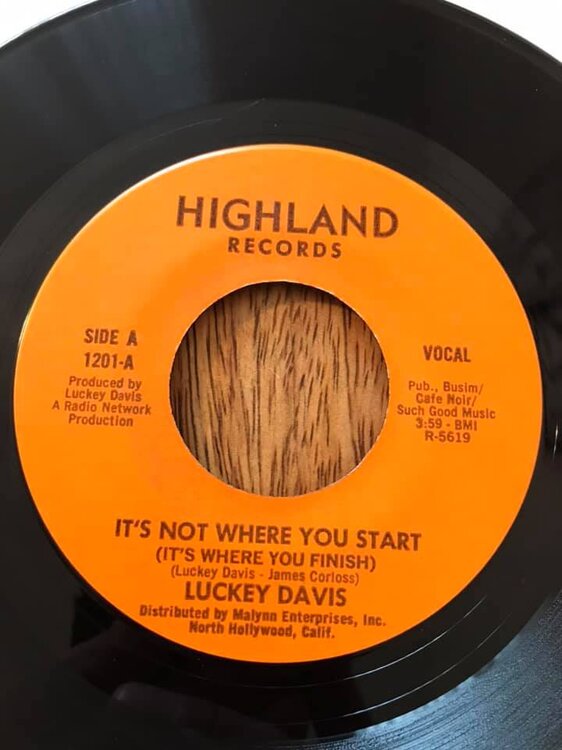 HIGHLAND
RECORDS
SIDE A
1201-A
Produced by
Luckey Davis
A Radio Network
Production
VOCAL
Pub., Busim/
Cafe Noir/
Such Good Music
3:59 - BMI
R-5619
IT'S NOT WHERE YOU START
(IT'S WHERE YOU FINISH)
(Luckey Davis - James Corloss)
LUCKEY DAVIS
Distributed by Malynn Enterprises, Inc.
North Hollywood, Calif.